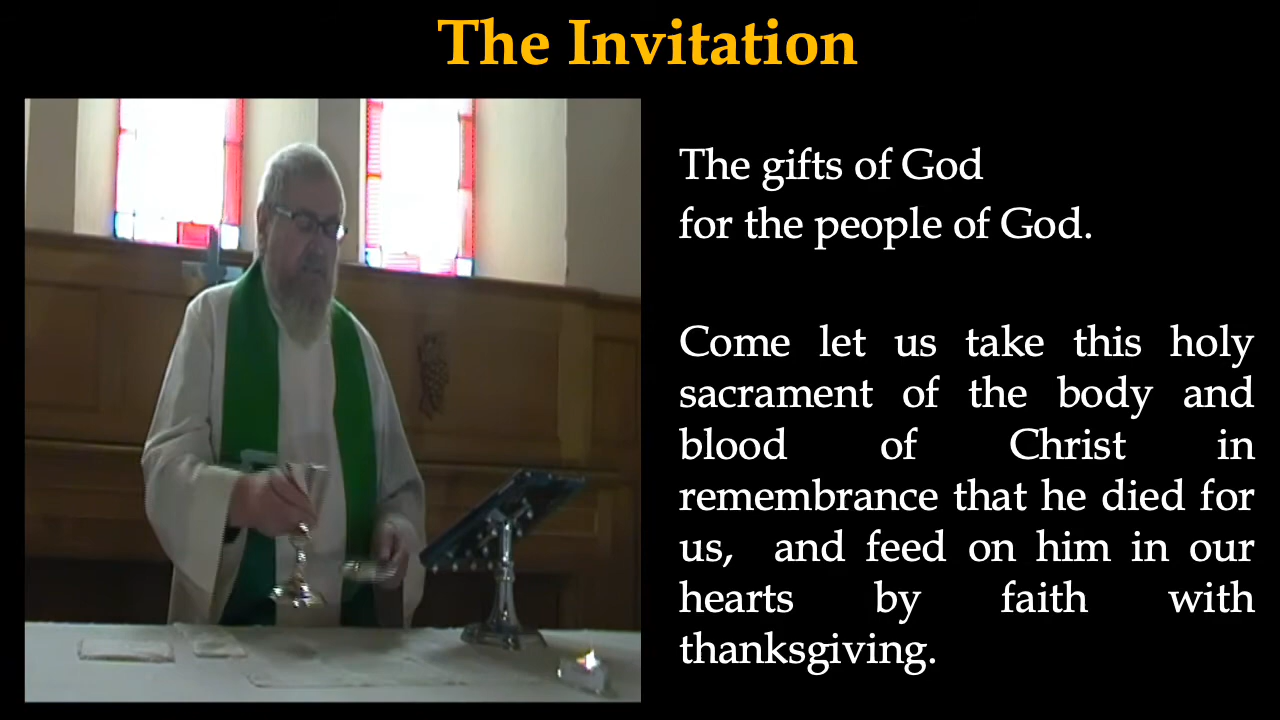 The Invitation
The gifts of God
for the people of God.
Come let us take this holy
sacrament of the body and
blood of Christ in
remembrance that he died for
us, and feed on him in our
hearts by faith with
thanksgiving.